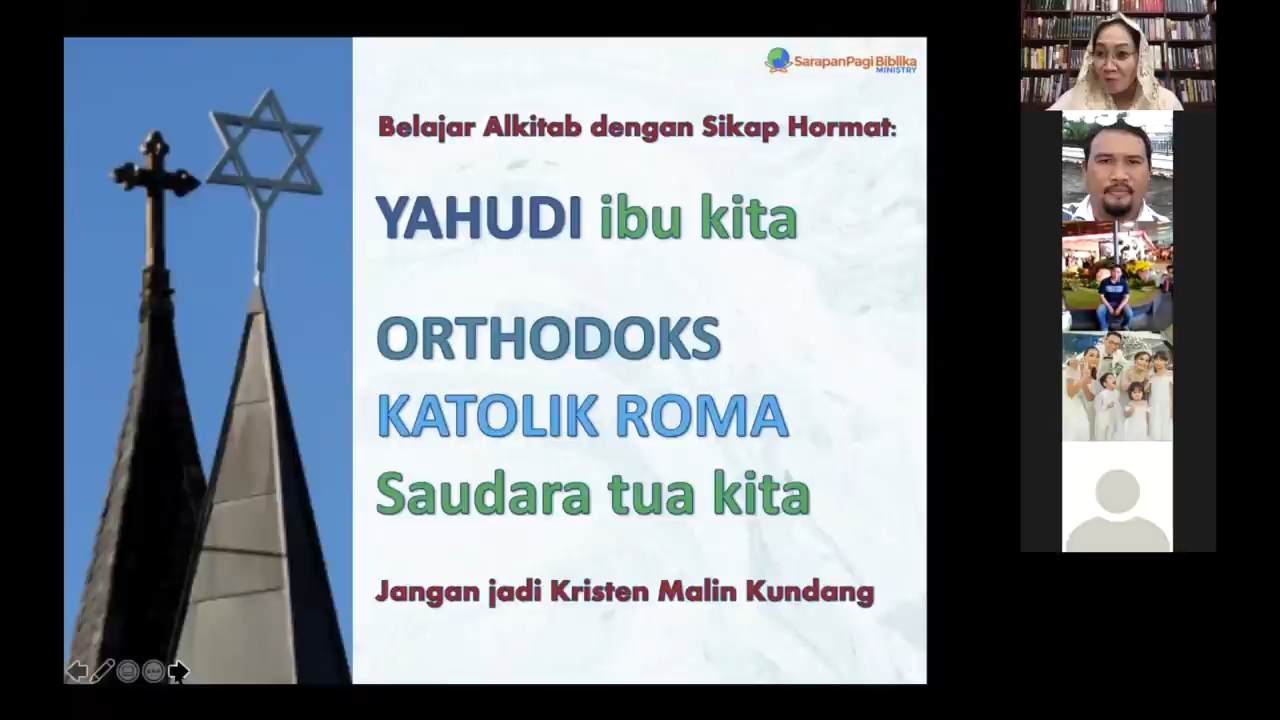 SarapanPagi Biblika
MINISTRY
Belajar Alkitab dengan Sikap Hormat:
YAHUDI ibu kita
ORTHODOKS
KATOLIK ROMA
Saudara tua kita
Jangan jadi Kristen Malin Kundang